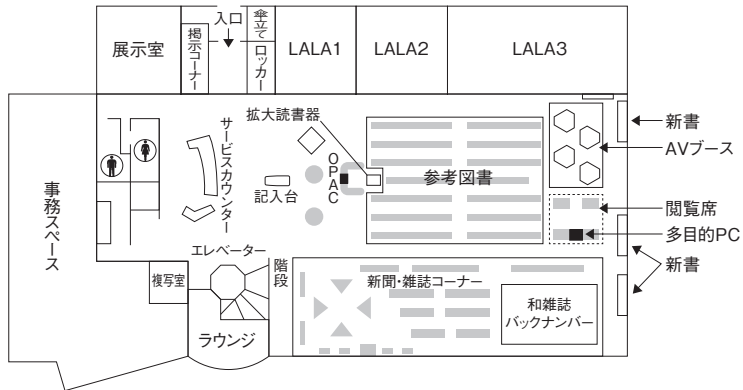 展示室
掲示コーナー
入口
傘立て
ロッカー
LALA1
LALA2
LALA3
拡大読書器
サービスカウンター
OPAC
記入台
参考図書
新書
AVブース
閲覧席
多目的PC
新書
事務スペース
エレベーター
階段
複写室
ラウンジ
新聞・雑誌コーナー
和雑誌
バックナンバー